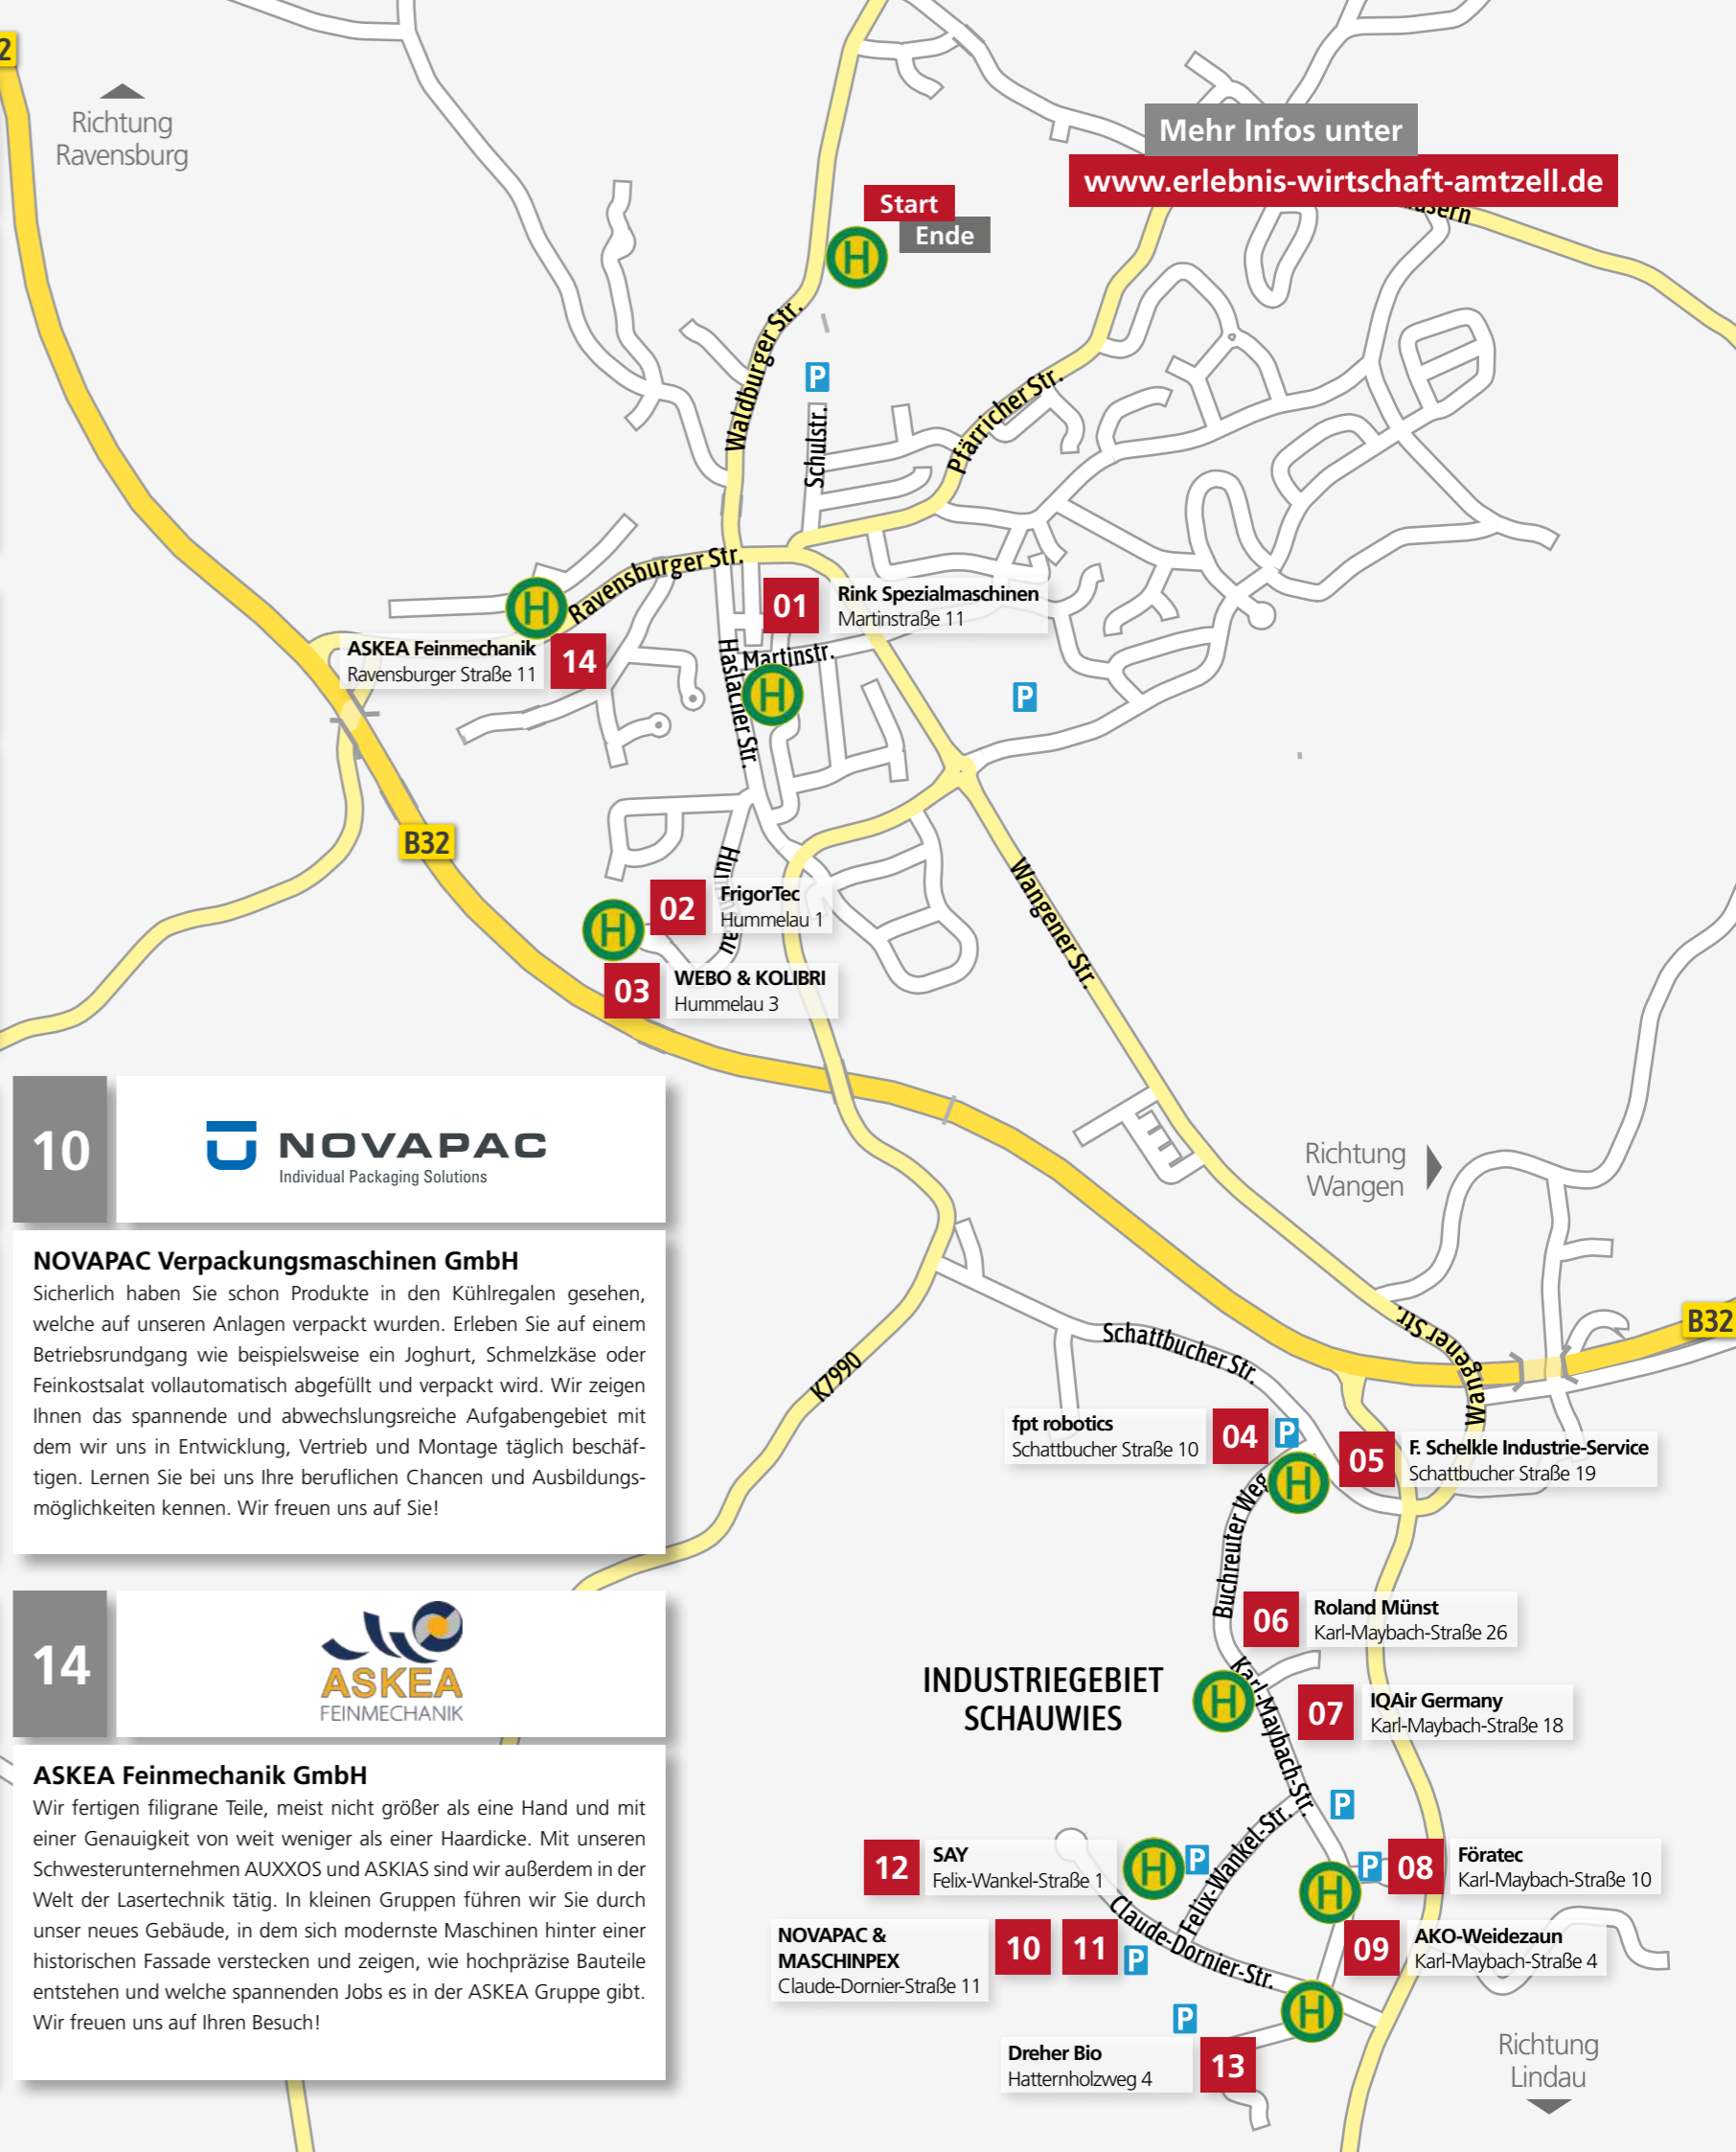 2
Richtung
Ravensburg
Mehr Infos unter
www.erlebnis-wirtschaft-amtzell.de
Start
Ende
H
Waldburger Str.
P
Schulstr.
Pfärricher Str.
Ravensburger Str.
H
01
Rink Spezialmaschinen
Martinstraße 11
ASKEA Feinmechanik
Ravensburger Straße 11
14
Martinstr.
Haslacher Str.
H
P
B32
02
FrigorTec
Hummelau 1
H
03
WEBO & KOLIBRI
Hummelau 3
Wangener Str.
10
NOVAPAC
Individual Packaging Solutions
NOVAPAC Verpackungsmaschinen GmbH
Sicherlich haben Sie schon Produkte in den Kühlregalen gesehen,
welche auf unseren Anlagen verpackt wurden. Erleben Sie auf einem
Betriebsrundgang wie beispielsweise ein Joghurt, Schmelzkäse oder
Feinkostsalat vollautomatisch abgefüllt und verpackt wird. Wir zeigen
Ihnen das spannende und abwechslungsreiche Aufgabengebiet mit
dem wir uns in Entwicklung, Vertrieb und Montage täglich beschäf-
tigen. Lernen Sie bei uns Ihre beruflichen Chancen und Ausbildungs-
möglichkeiten kennen. Wir freuen uns auf Sie!
Richtung
Wangen
B32
Wangener Str.
Schattbucher Str.
K7990
fpt robotics
Schattbucher Straße 10
04
P
H
05
F. Schelkle Industrie-Service
Schattbucher Straße 19
Buchreuter Weg
14
ASKEA
FEINMECHANIK
ASKEA Feinmechanik GmbH
Wir fertigen filigrane Teile, meist nicht größer als eine Hand und mit
einer Genauigkeit von weit weniger als einer Haardicke. Mit unseren
Schwesterunternehmen AUXXOS und ASKIAS sind wir außerdem in der
Welt der Lasertechnik tätig. In kleinen Gruppen führen wir Sie durch
unser neues Gebäude, in dem sich modernste Maschinen hinter einer
historischen Fassade verstecken und zeigen, wie hochpräzise Bauteile
entstehen und welche spannenden Jobs es in der ASKEA Gruppe gibt.
Wir freuen uns auf Ihren Besuch!
06
Roland Münst
Karl-Maybach-Straße 26
INDUSTRIEGEBIET
SCHAUWIES
H
Karl-Maybach-Str.
07
IQAir Germany
Karl-Maybach-Straße 18
P
12
SAY
Felix-Wankel-Straße 1
H
P
Felix-Wankel-Str.
H
P
08
Föratec
Karl-Maybach-Straße 10
NOVAPAC &
MASCHINPEX
Claude-Dornier-Straße 11
10
11
P
Claude-Dornier-Str.
09
AKO-Weidezaun
Karl-Maybach-Straße 4
P
H
Dreher Bio
Hatternholzweg 4
13
Richtung
Lindau